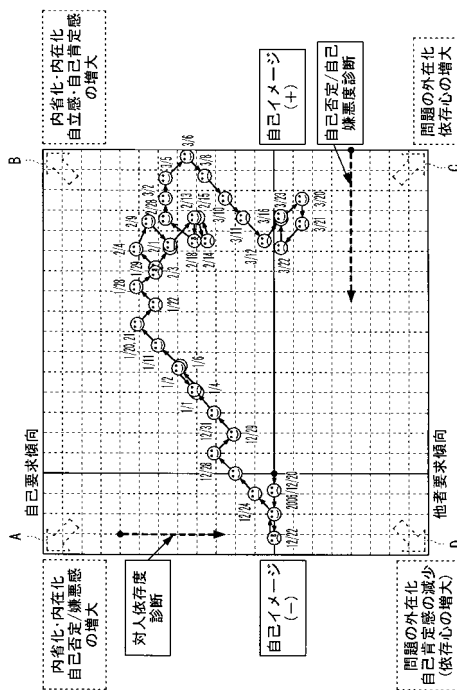 A
内省化・内在化
自己否定/嫌悪感
の増大
自己要求傾向
B
内省化・内在化
自立感・自己肯定感
の増大
対人依存度
診断
自己イメージ
(−)
自己イメージ
(+)
自己否定/自己
嫌悪度診断
D
問題の外在化
自己肯定感の減少
(依存心の増大)
他者要求傾向
C
問題の外在化
依存心の増大
2006/12/20
12/22
12/24
12/28
12/29
12/31
1/1
1/2
1/4
1/6
1/11
1/20,21
1/22
1/28
1/29
2/1
2/3
2/4
2/9
2/13
2/14
2/15
2/18
2/28
3/2
3/5
3/6
3/8
3/10
3/11
3/12
3/16
3/20
3/21
3/22
3/23